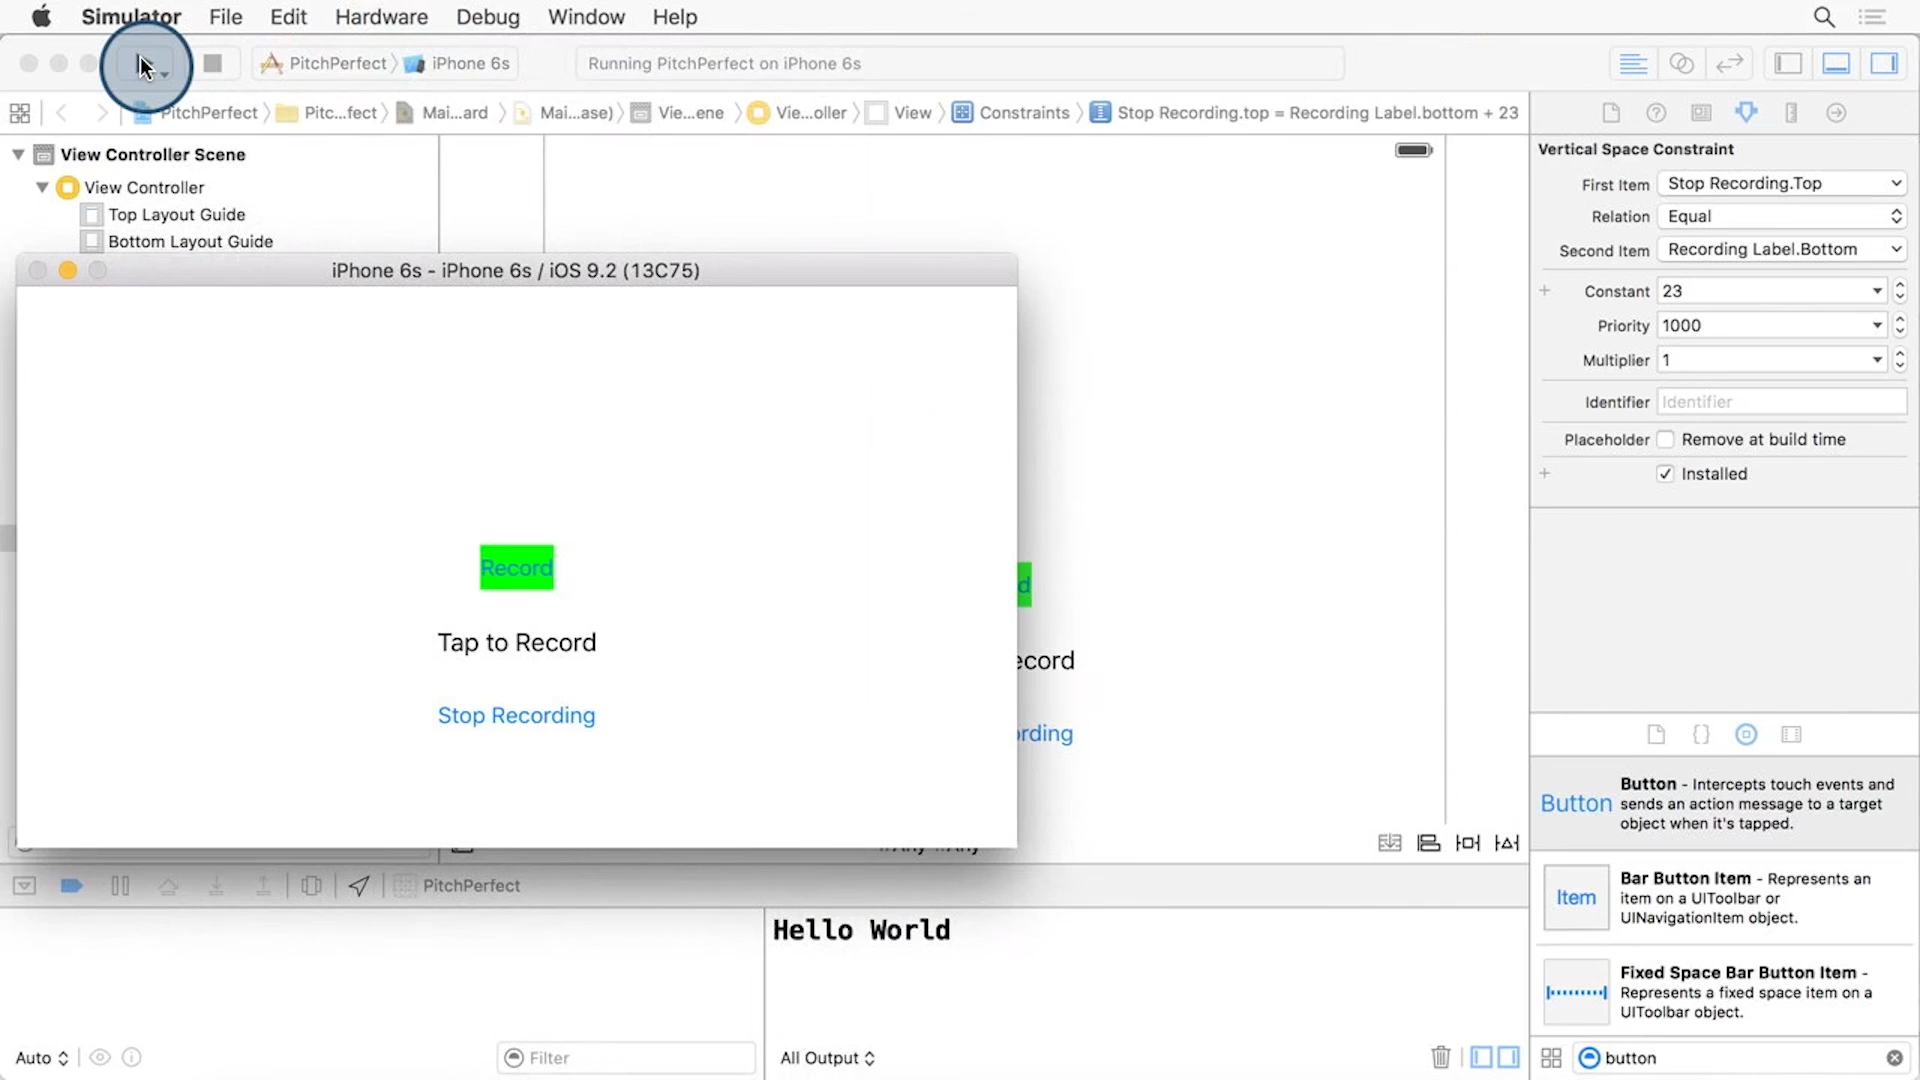 Simulator File Edit Hardware Debug Window Help
PitchPerfect iPhone 6s
Running PitchPerfect on iPhone 6s
PitchPerfect Pitc...fect Mai...ard Mai...ase) Vie...ene Vie...oller View Constraints Stop Recording.top = Recording Label.bottom + 23
View Controller Scene
View Controller
Top Layout Guide
Bottom Layout Guide
iPhone 6s - iPhone 6s / iOS 9.2 (13C75)
Record
Tap to Record
Stop Recording
d
ecord
rding
Vertical Space Constraint
First Item Stop Recording.Top
Relation Equal
Second Item Recording Label.Bottom
Constant 23
Priority 1000
Multiplier 1
Identifier Identifier
Placeholder Remove at build time
Installed
Button
Button - Intercepts touch events and
sends an action message to a target
object when it's tapped.
Item
Bar Button Item - Represents an
item on a UIToolbar or
UINavigationItem object.
Fixed Space Bar Button Item -
Represents a fixed space item on a
UIToolbar object.
button
PitchPerfect
Hello World
Auto
Filter
All Output